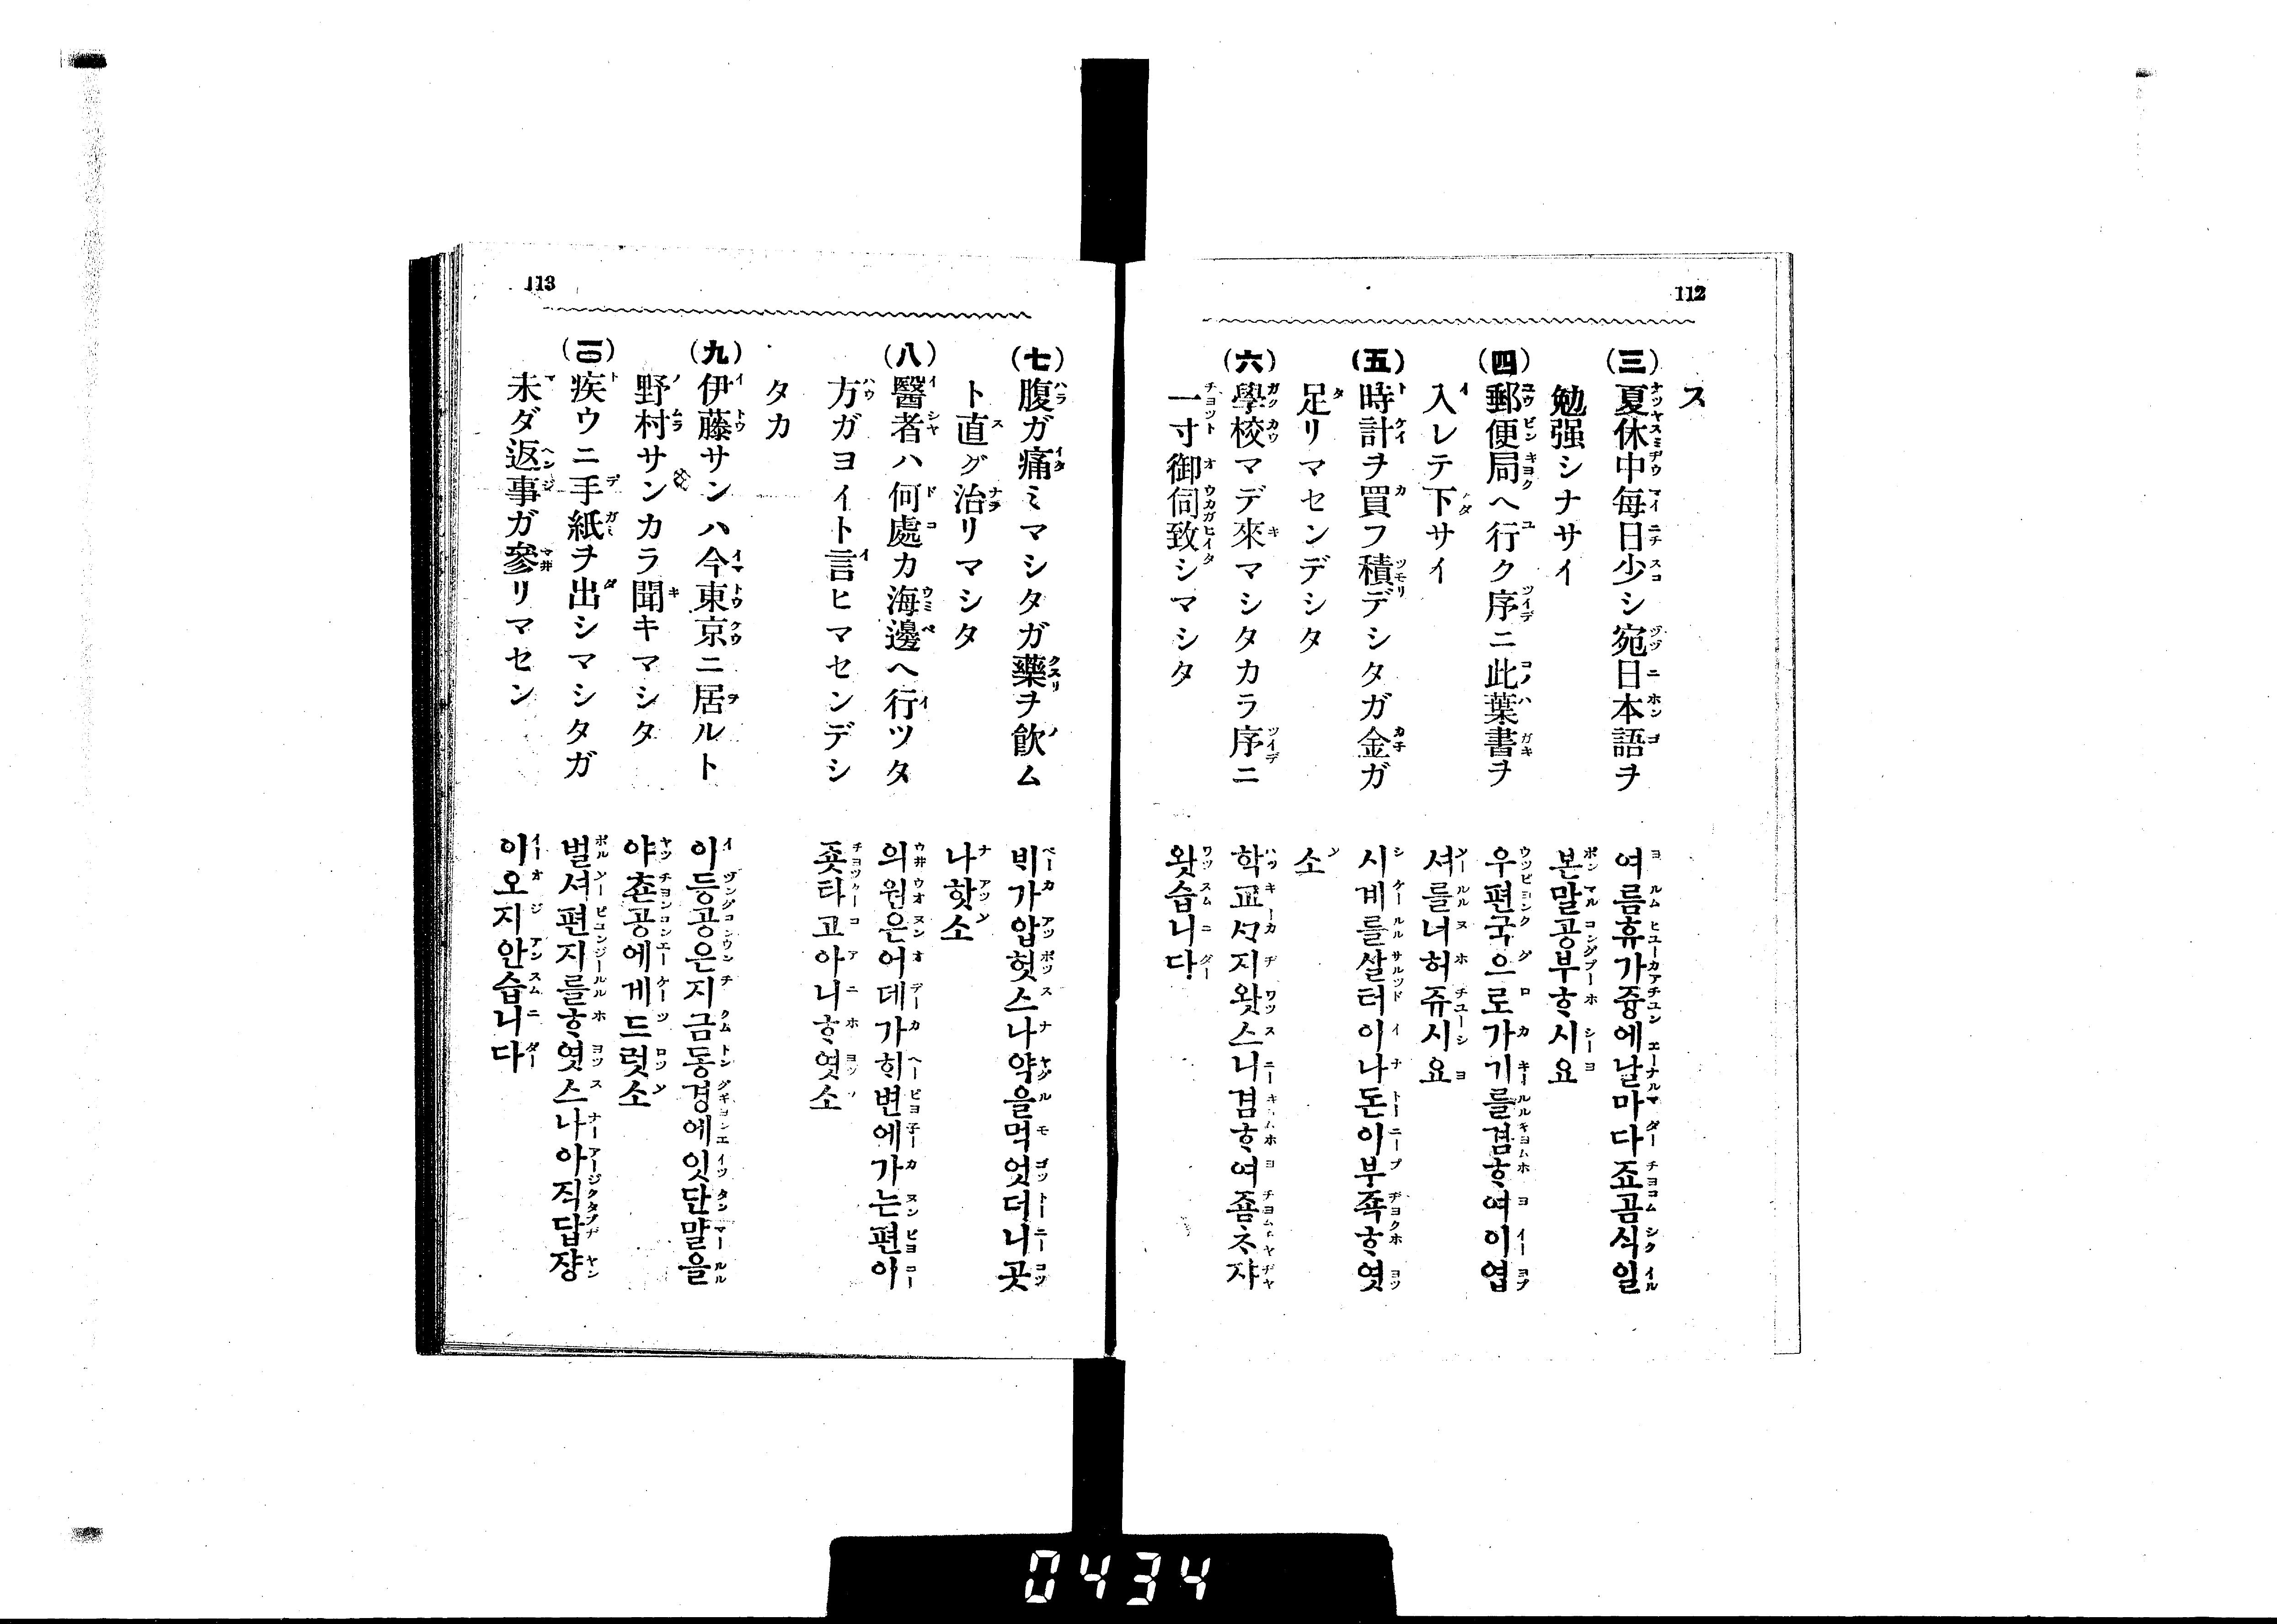 112
ス
(三)夏休中毎日少シ宛日本語ヲ
勉强シナサイ
(四)郵便局ヘ行ク序ニ此葉書ヲ
入レテ下サイ
(五)時計ヲ買フ積デシタガ金ガ
足リマセンデシタ
(六)學校マデ來マシタカラ序ニ
一寸御伺致シマシタ
여름휴가즁에날마다죠곰식일
본말공부ᄒᆞ시요
우편국으로가기를겸ᄒᆞ여이엽
셔를너허쥬시요
시계를살터이나돈이부죡ᄒᆞ엿
소
학교ᄭᆞ지왓스니겸ᄒᆞ여죰ᄎᆞ쟈
왓습니다
113
(七)腹ガ痛ミマシタガ藥ヲ飮ム
ト直グ治リマシタ
(八)醫者ハ何處カ海邊ヘ行ツタ
方ガヨイト言ヒマセンデシ
タカ
(九)伊藤サンハ今東京ニ居ルト
野村サンカラ聞キマシタ
(一〇)疾ウニ手紙ヲ出シマシタガ
未ダ返事ガ參リマセン
ᄇᆡ가압헛스나약을먹엇더니곳
나핫소
의원은어데가ᄒᆡ변에가는편이
죳타고아니ᄒᆞ엿소
이등공은지금동경에잇단말을
야촌공에게드럿소
벌셔편지를ᄒᆞ엿스나아직답쟝
이오지안습니다
0434